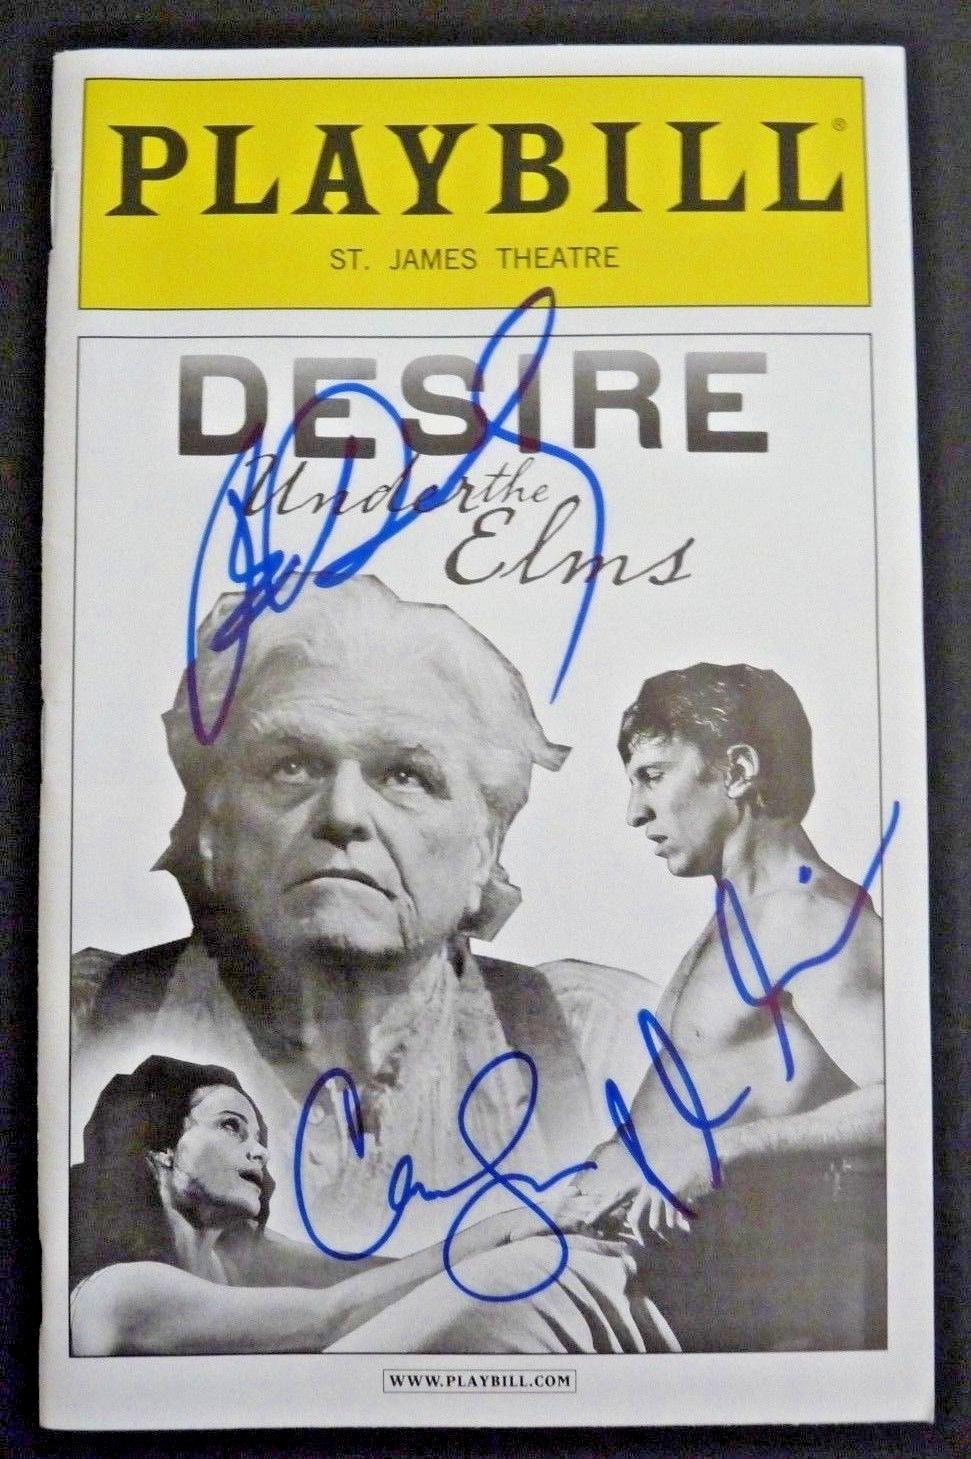 PLAYBILL®
ST. JAMES THEATRE
DESIRE
Under the
Elms
WWW.PLAYBILL.COM